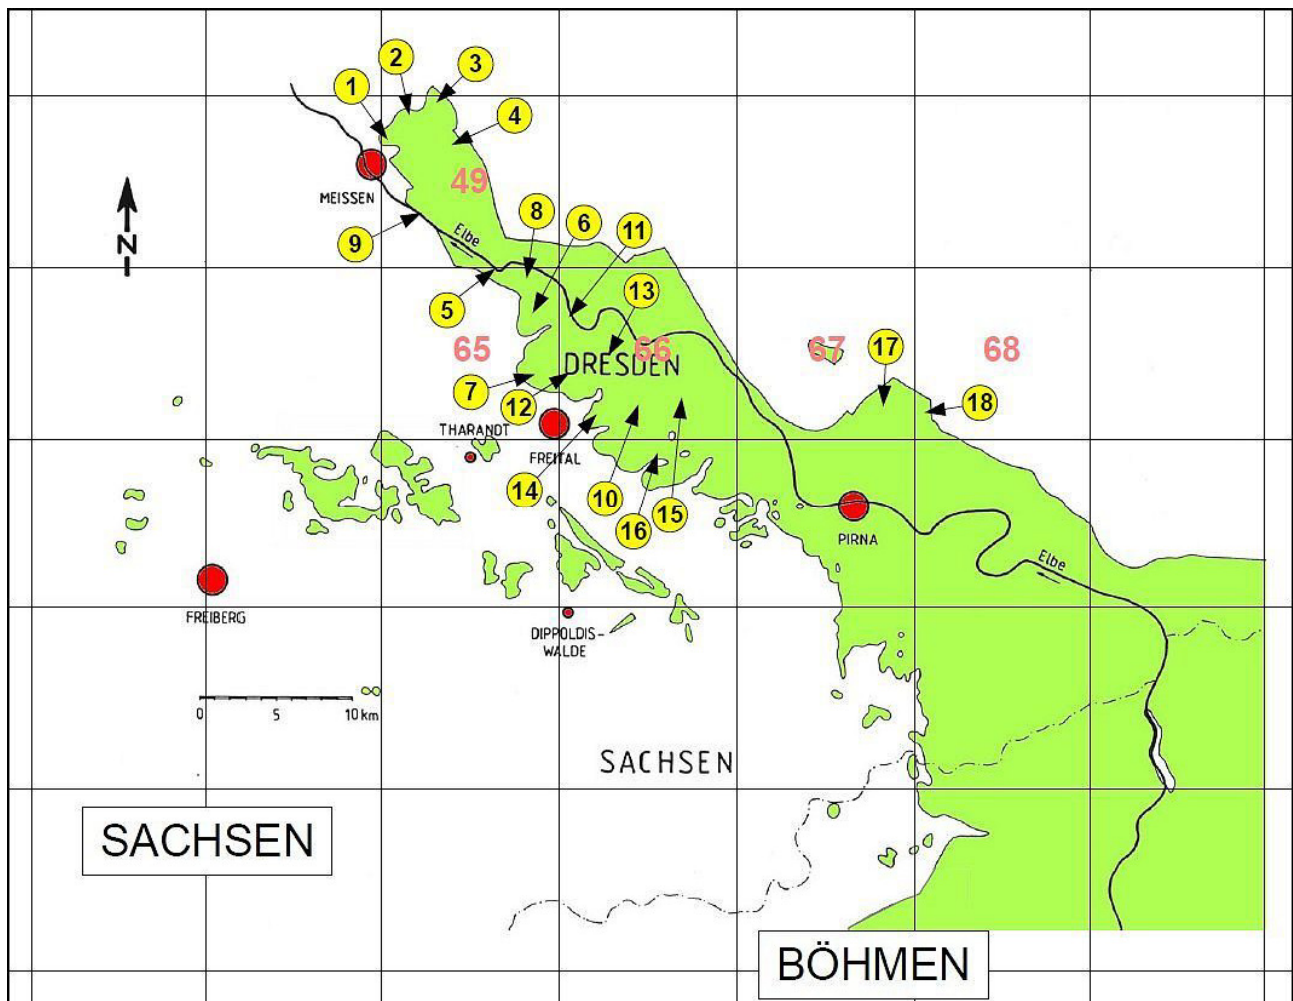 2
3
1
4
49
MEISSEN
N
8
6
11
9
Elbe
13
5
65
DRESDEN
66
67
17
68
7
12
18
THARANDT
FREITAL
14
10
16
15
PIRNA
Elbe
FREIBERG
DIPPOLDIS-
WALDE
0 5 10 km
SACHSEN
SACHSEN
BÖHMEN